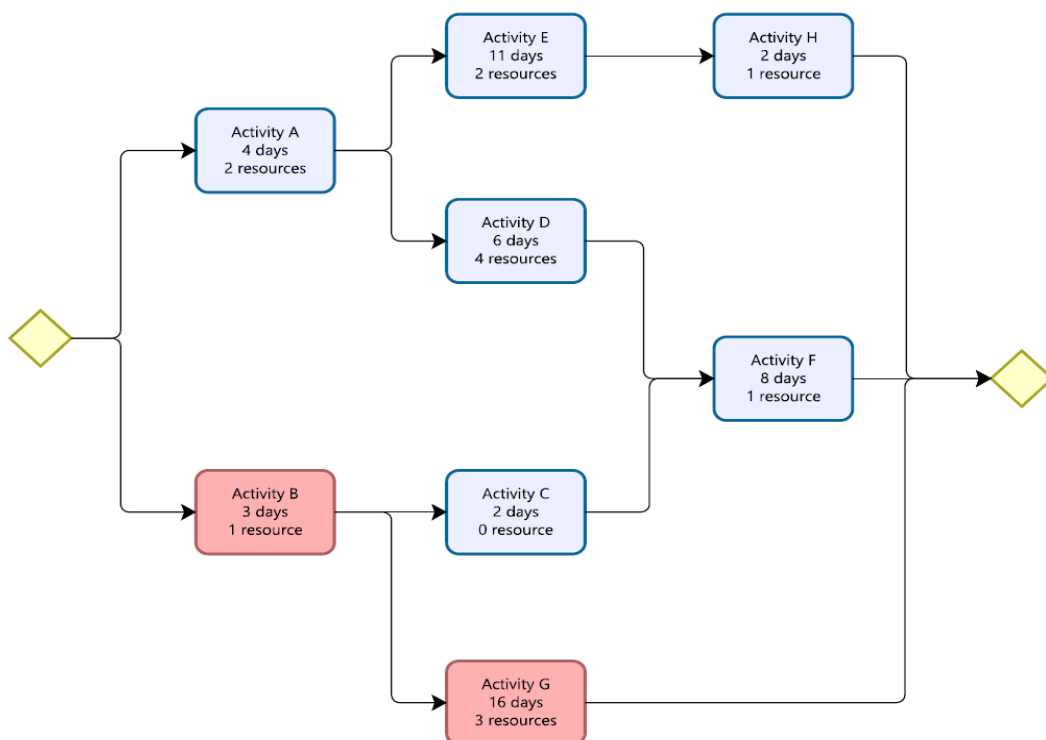 Activity E
11 days
2 resources
Activity H
2 days
1 resource
Activity A
4 days
2 resources
Activity D
6 days
4 resources
Activity F
8 days
1 resource
Activity B
3 days
1 resource
Activity C
2 days
0 resource
Activity G
16 days
3 resources